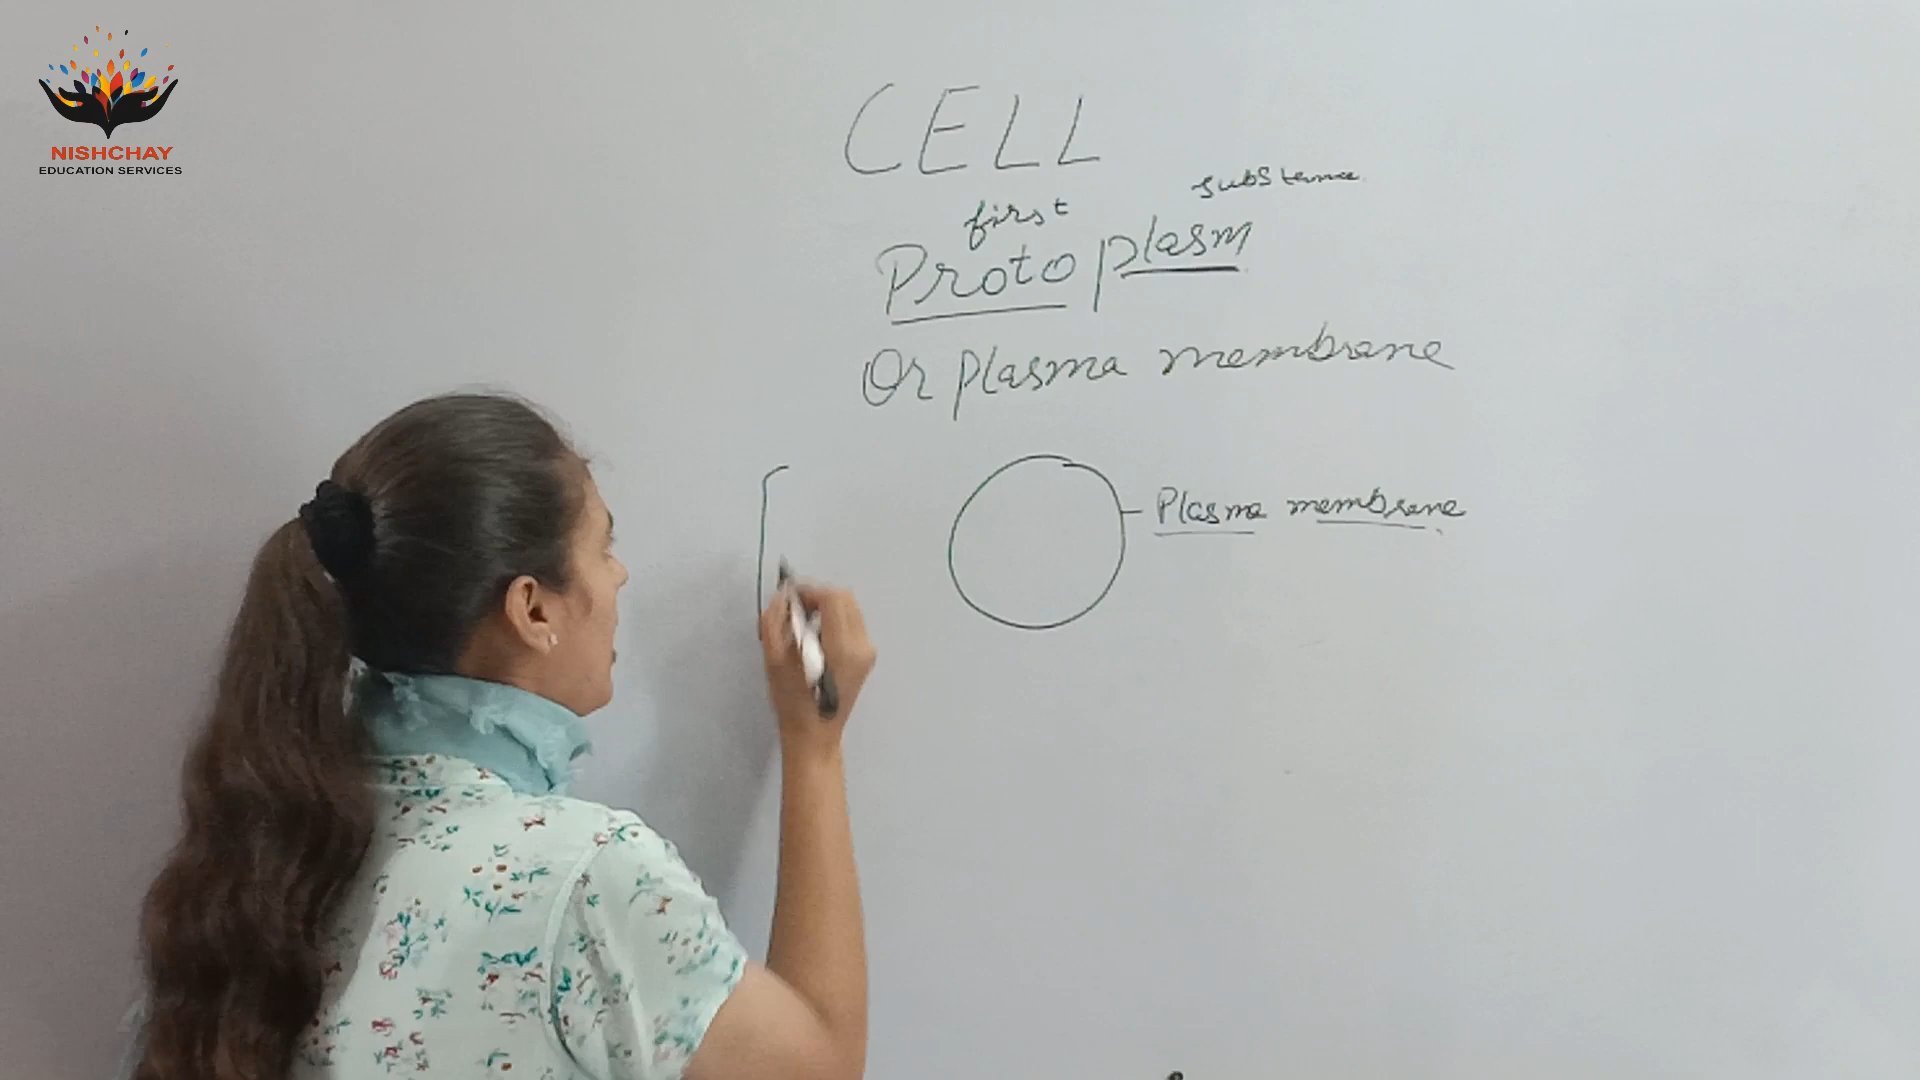 NISHCHAY
EDUCATION SERVICES
CELL
first
substance
Protoplasm
Or plasma membrane
Plasma membrane